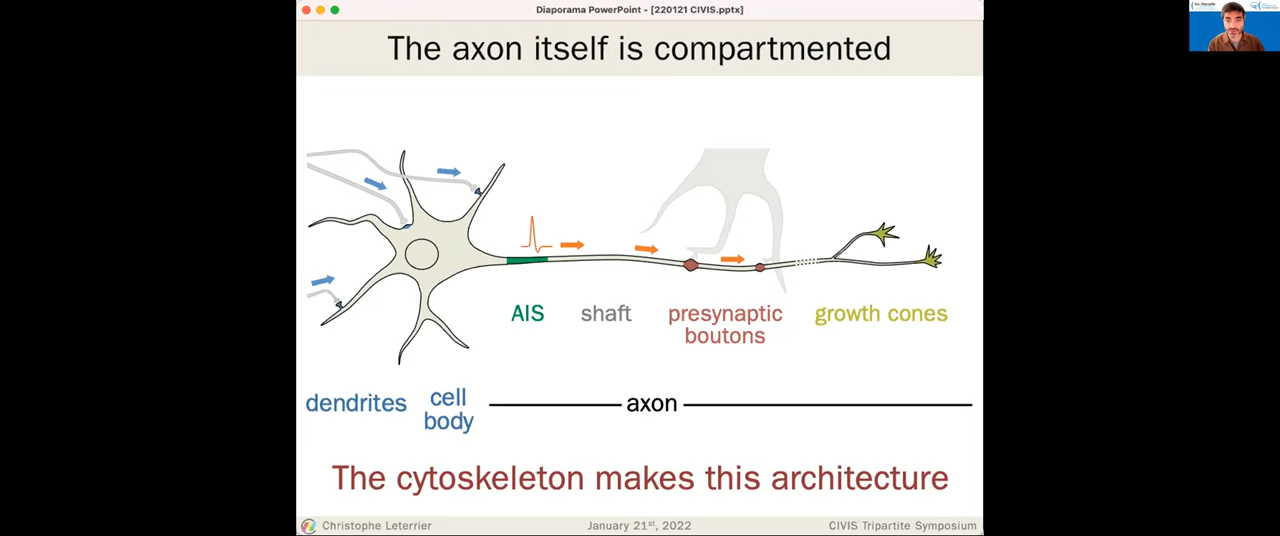 Diaporama PowerPoint - [220121 CIVIS.pptx]
The axon itself is compartmented
AIS
shaft
presynaptic
boutons
growth cones
dendrites
cell
body
axon
The cytoskeleton makes this architecture
Christophe Leterrier
January 21st, 2022
CIVIS Tripartite Symposium